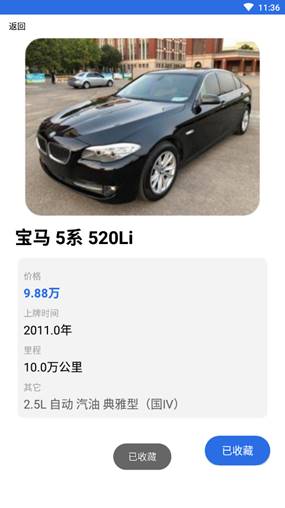 11:36
返回
宝马 5系 520Li
价格
9.88万
上牌时间
2011.0年
里程
10.0万公里
其它
2.5L 自动 汽油 典雅型（国IV）
已收藏
已收藏